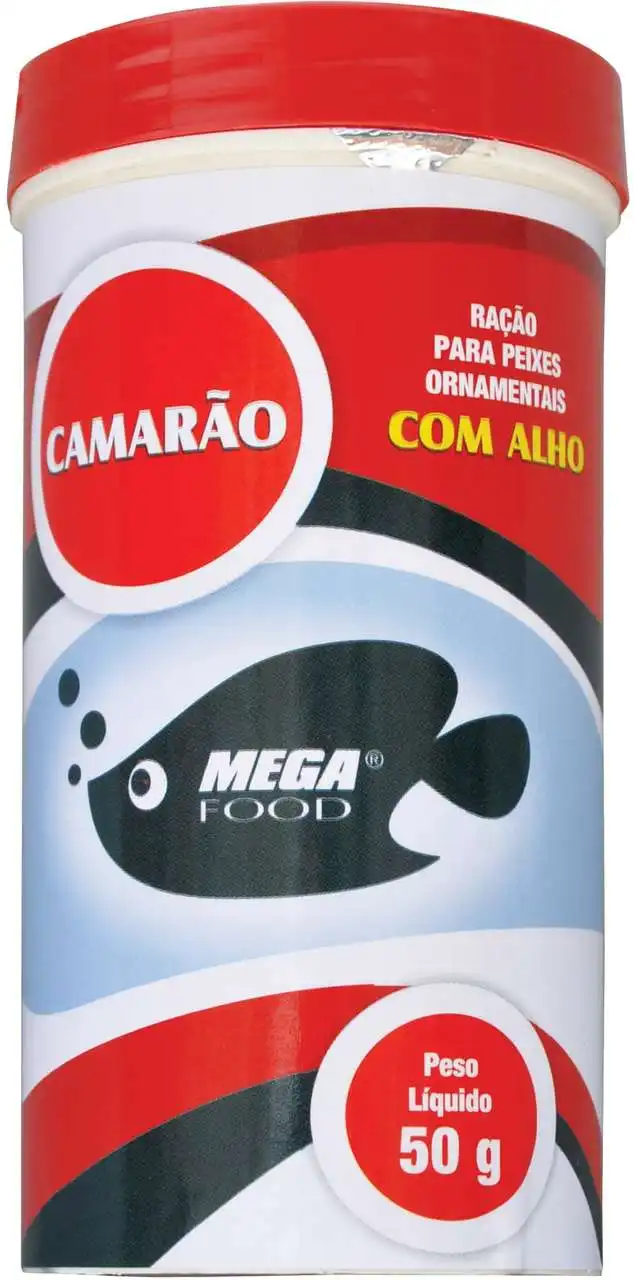 CAMARÃO
RAÇÃO
PARA PEIXES
ORNAMENTAIS
COM ALHO
MEGA®
FOOD
Peso
Líquido
50 g